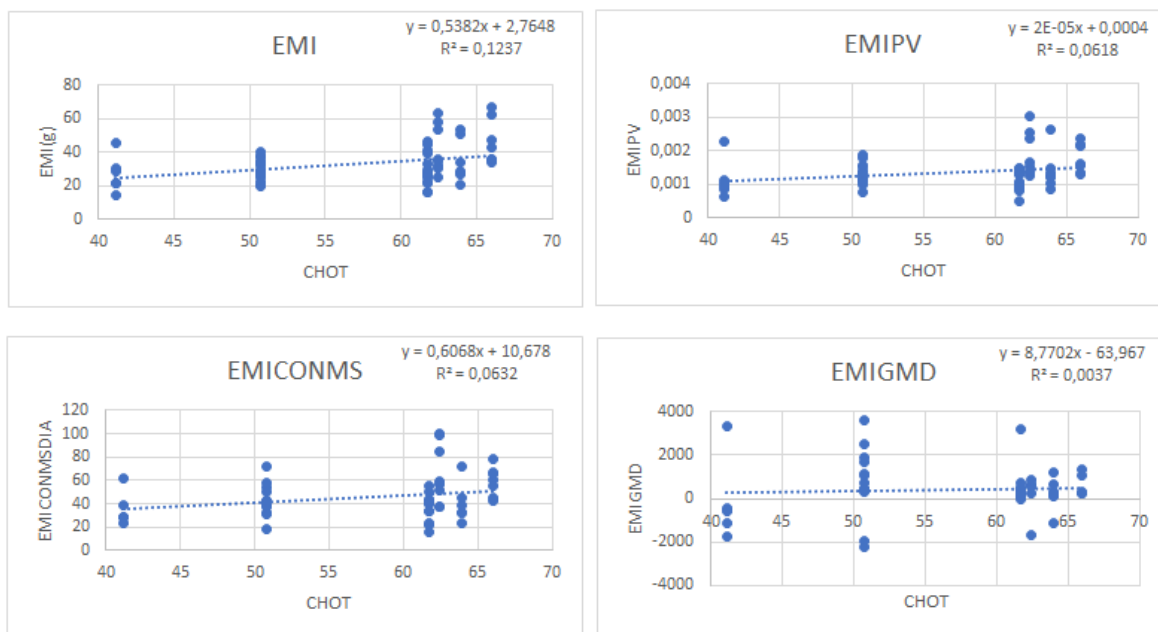 EMI
y = 0,5382x + 2,7648
R² = 0,1237
EMI(g)
80
60
40
20
0
40 45 50 55 60 65 70
CHOT
EMIPV
y = 2E-05x + 0,0004
R² = 0,0618
EMIPV
0,004
0,003
0,002
0,001
0
40 45 50 55 60 65 70
CHOT
EMICONMS
y = 0,6068x + 10,678
R² = 0,0632
EMICONMSDIA
120
100
80
60
40
20
0
40 45 50 55 60 65 70
CHOT
EMIGMD
y = 8,7702x - 63,967
R² = 0,0037
EMIGMD
4000
2000
0
-2000
-4000
40 45 50 55 60 65 70
CHOT